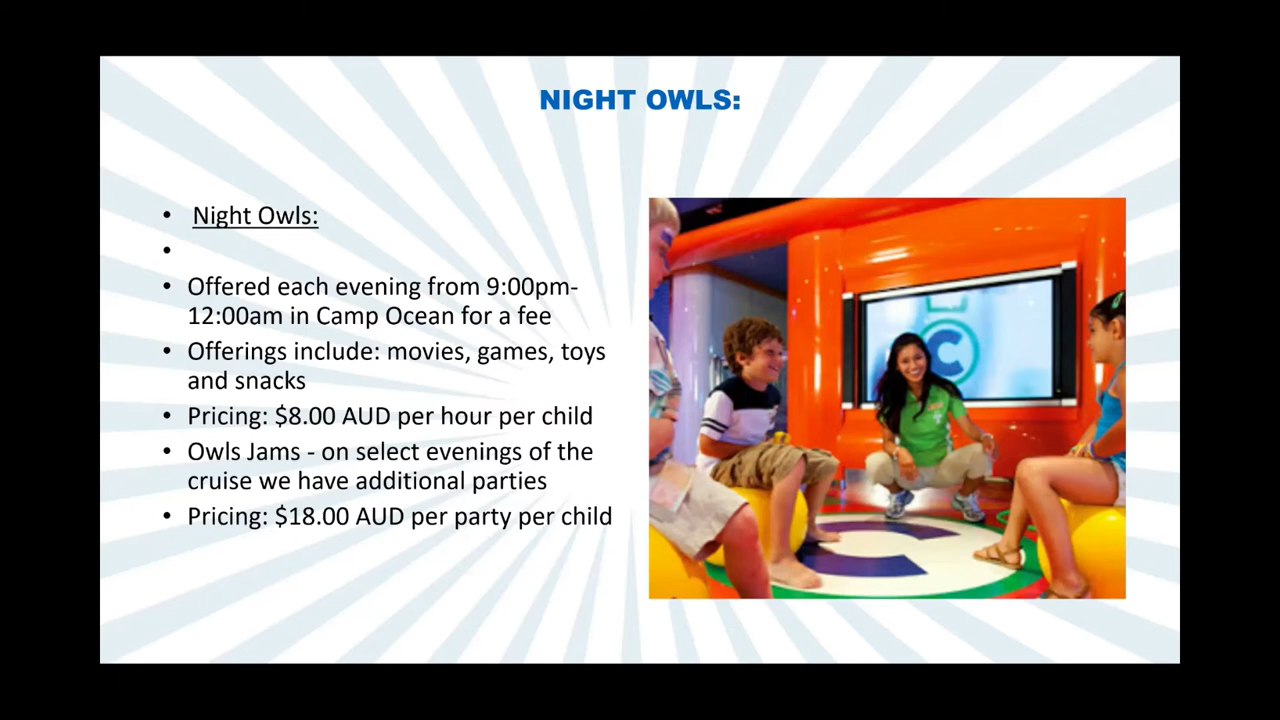 NIGHT OWLS:
• Night Owls:
•
• Offered each evening from 9:00pm-
12:00am in Camp Ocean for a fee
• Offerings include: movies, games, toys
and snacks
• Pricing: $8.00 AUD per hour per child
• Owls Jams - on select evenings of the
cruise we have additional parties
• Pricing: $18.00 AUD per party per child
C